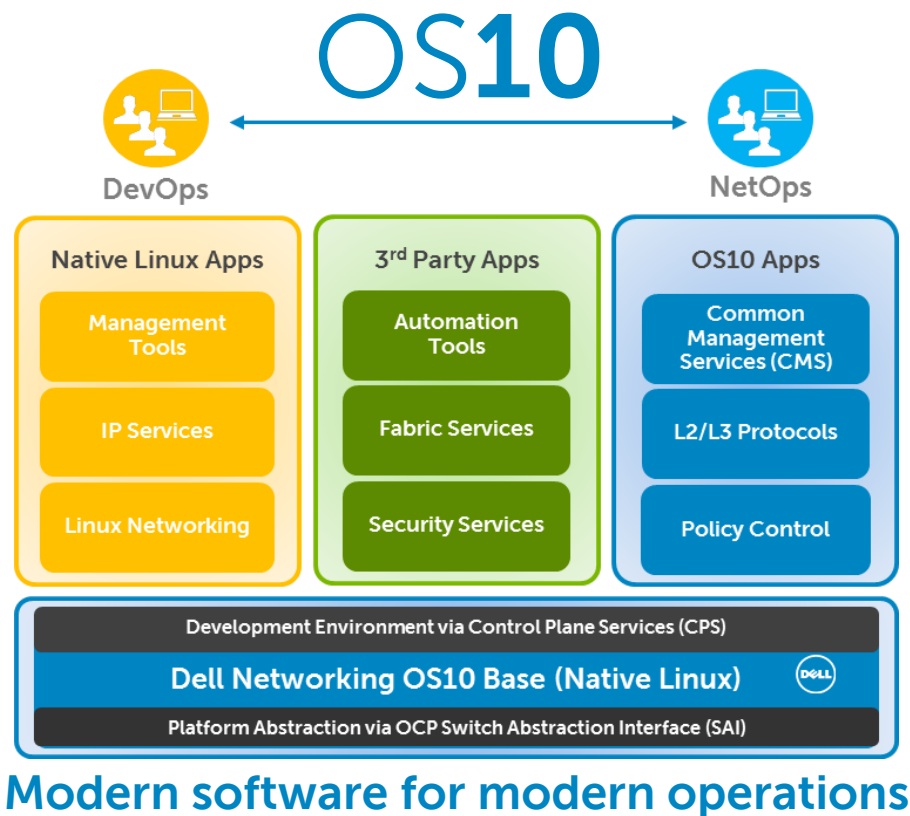 OS10
DevOps
NetOps
Native Linux Apps
Management
Tools
IP Services
Linux Networking
3rd Party Apps
Automation
Tools
Fabric Services
Security Services
OS10 Apps
Common
Management
Services (CMS)
L2/L3 Protocols
Policy Control
Development Environment via Control Plane Services (CPS)
Dell Networking OS10 Base (Native Linux)
DELL
Platform Abstraction via OCP Switch Abstraction Interface (SAI)
Modern software for modern operations